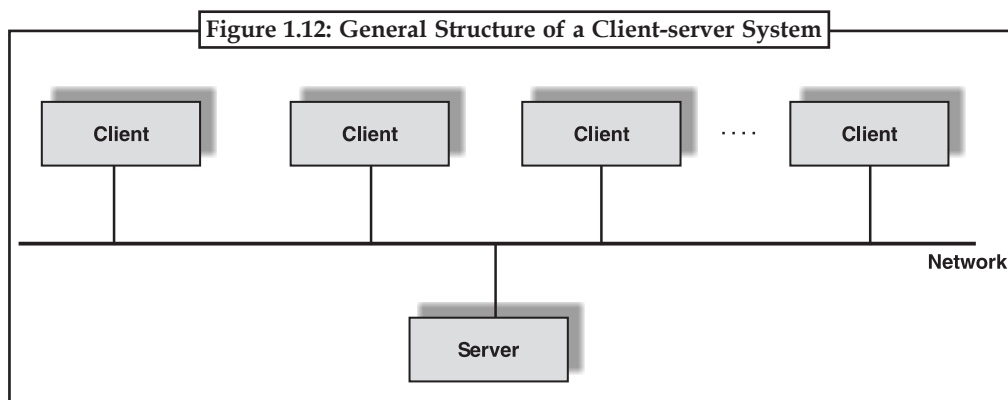 Figure 1.12: General Structure of a Client-server System
Client Client Client .... Client
Network
Server